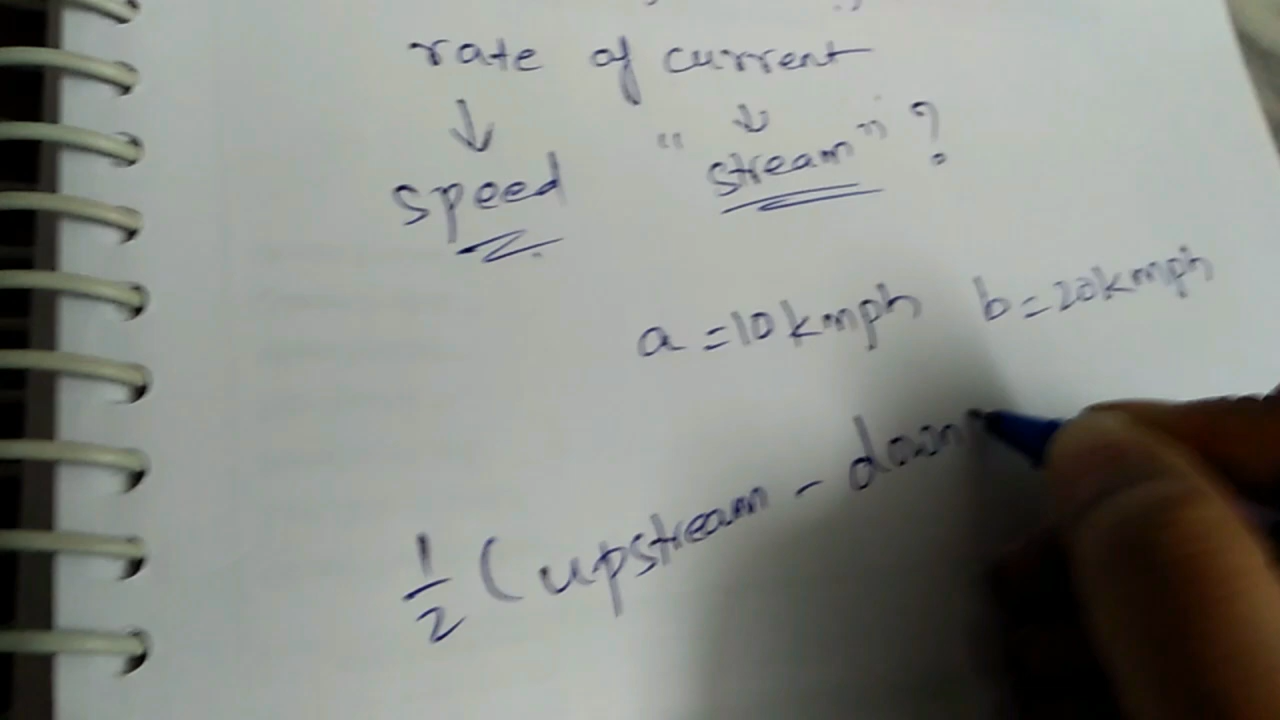 rate of current
↓ ↓
speed "stream" ?
a = 10 kmph b = 20 kmph
1/2 ( upstream - down